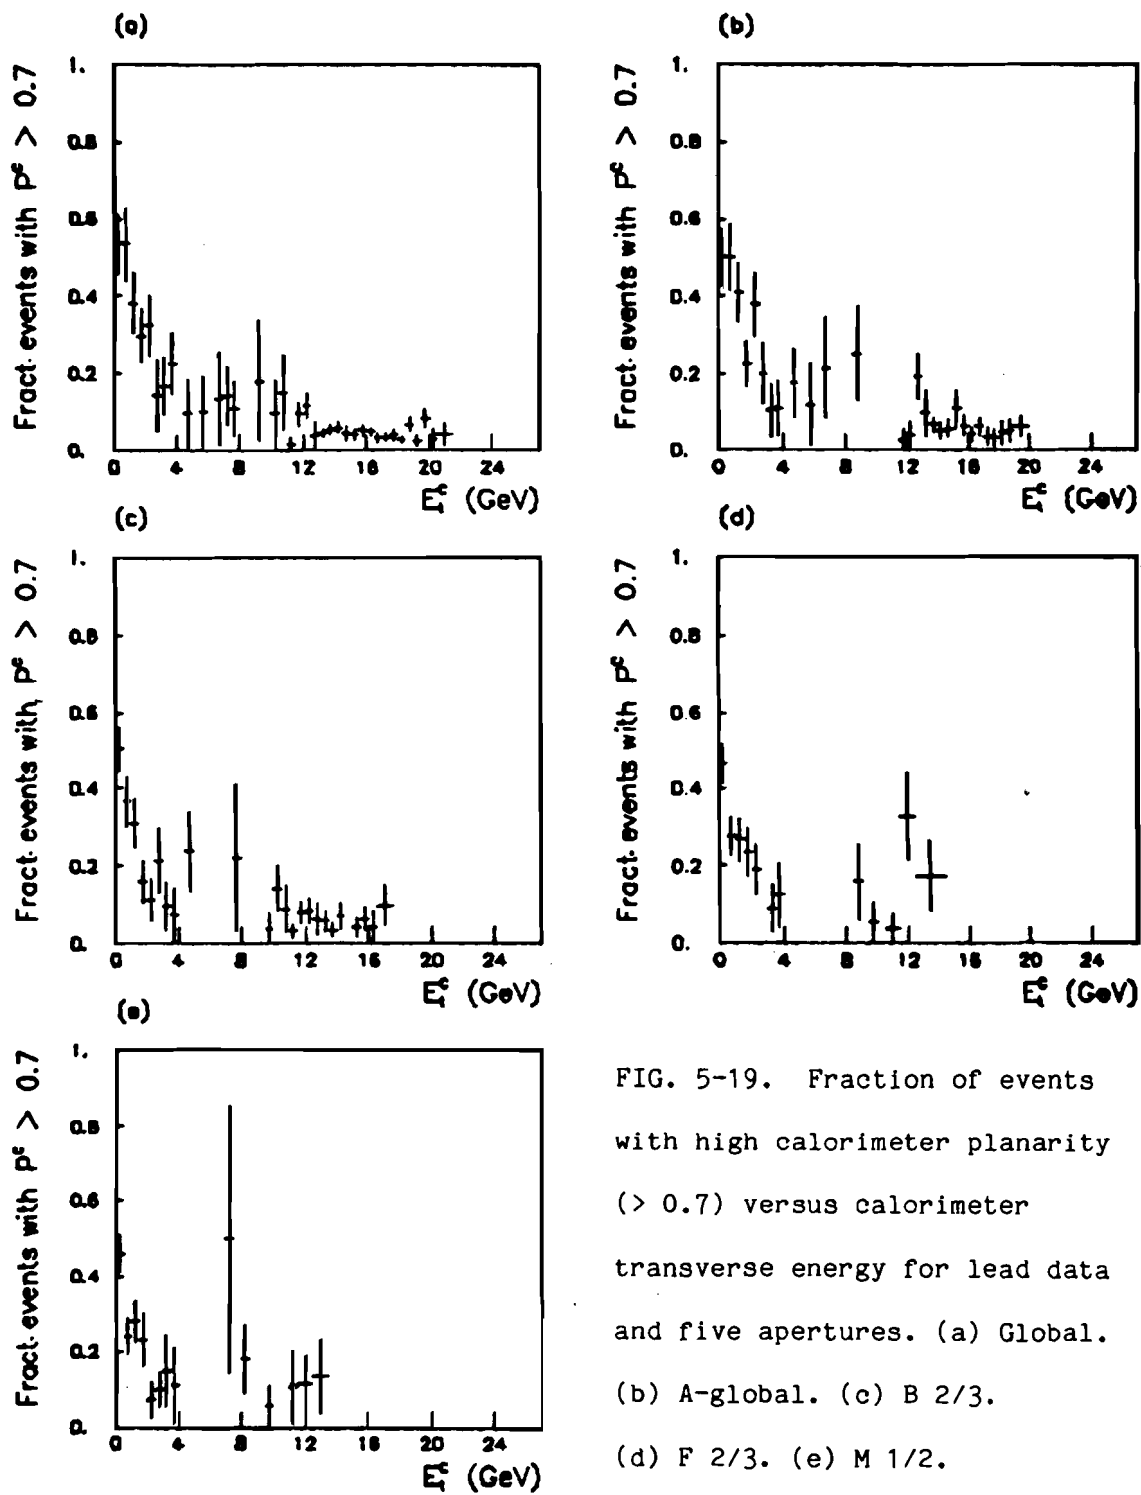 (a)
Fract. events with P^c > 0.7
1.
0.8
0.6
0.4
0.2
0.
0 4 8 12 16 20 24
E_t^c (GeV)
(b)
Fract. events with P^c > 0.7
1.
0.8
0.6
0.4
0.2
0.
0 4 8 12 16 20 24
E_t^c (GeV)
(c)
Fract. events with, P^c > 0.7
1.
0.8
0.6
0.4
0.2
0.
0 4 8 12 16 20 24
E_t^c (GeV)
(d)
Fract. events with P^c > 0.7
1.
0.8
0.6
0.4
0.2
0.
0 4 8 12 16 20 24
E_t^c (GeV)
(e)
Fract. events with P^c > 0.7
1.
0.8
0.6
0.4
0.2
0.
0 4 8 12 16 20 24
E_t^c (GeV)
FIG. 5-19. Fraction of events
with high calorimeter planarity
(> 0.7) versus calorimeter
transverse energy for lead data
and five apertures. (a) Global.
(b) A-global. (c) B 2/3.
(d) F 2/3. (e) M 1/2.